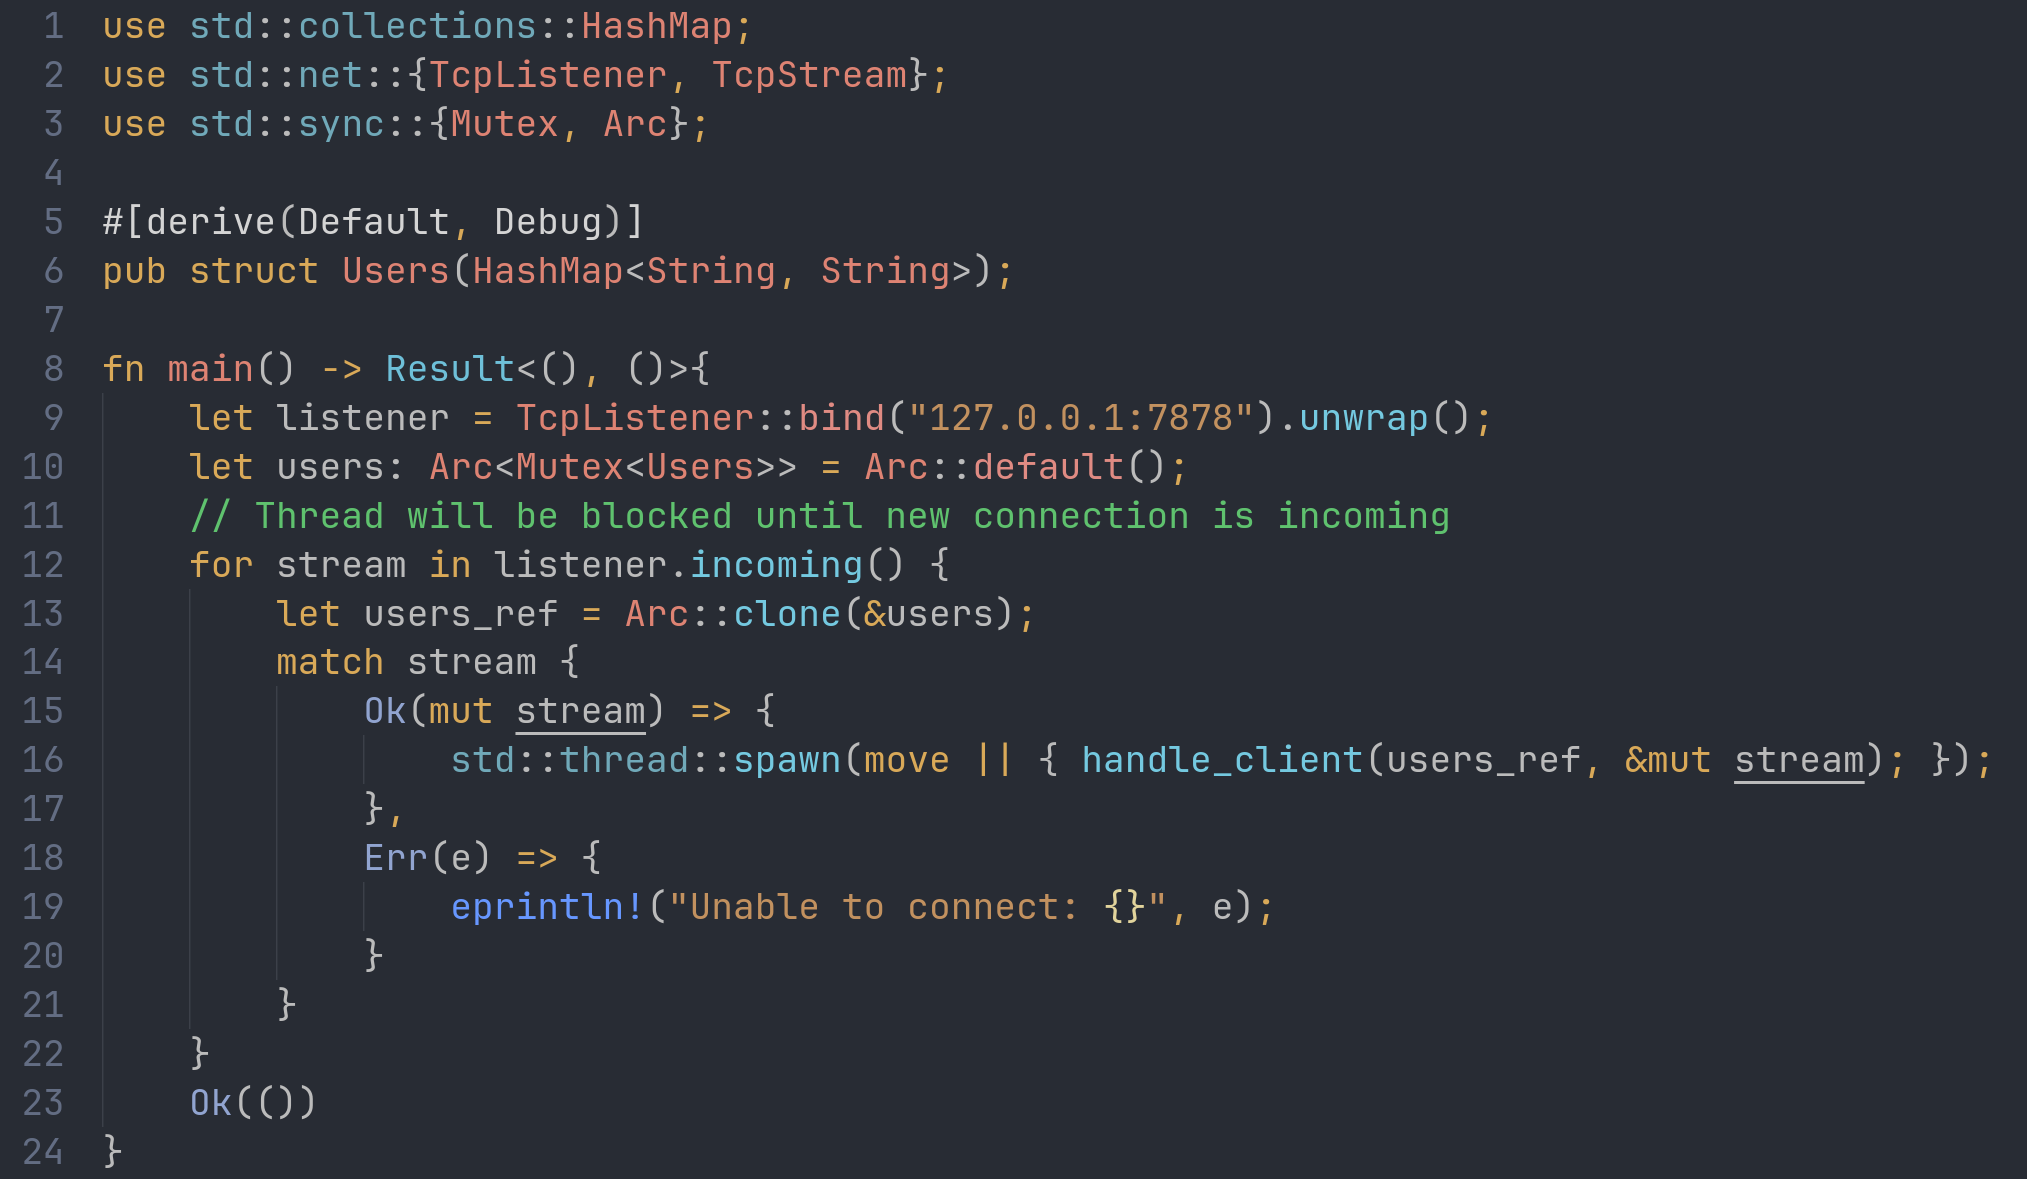 1 use std::collections::HashMap;
2 use std::net::{TcpListener, TcpStream};
3 use std::sync::{Mutex, Arc};
4
5 #[derive(Default, Debug)]
6 pub struct Users(HashMap<String, String>);
7
8 fn main() -> Result<(), ()>{
9     let listener = TcpListener::bind("127.0.0.1:7878").unwrap();
10     let users: Arc<Mutex<Users>> = Arc::default();
11     // Thread will be blocked until new connection is incoming
12     for stream in listener.incoming() {
13         let users_ref = Arc::clone(&users);
14         match stream {
15             Ok(mut stream) => {
16                 std::thread::spawn(move || { handle_client(users_ref, &mut stream); });
17             },
18             Err(e) => {
19                 eprintln!("Unable to connect: {}", e);
20             }
21         }
22     }
23     Ok(())
24 }